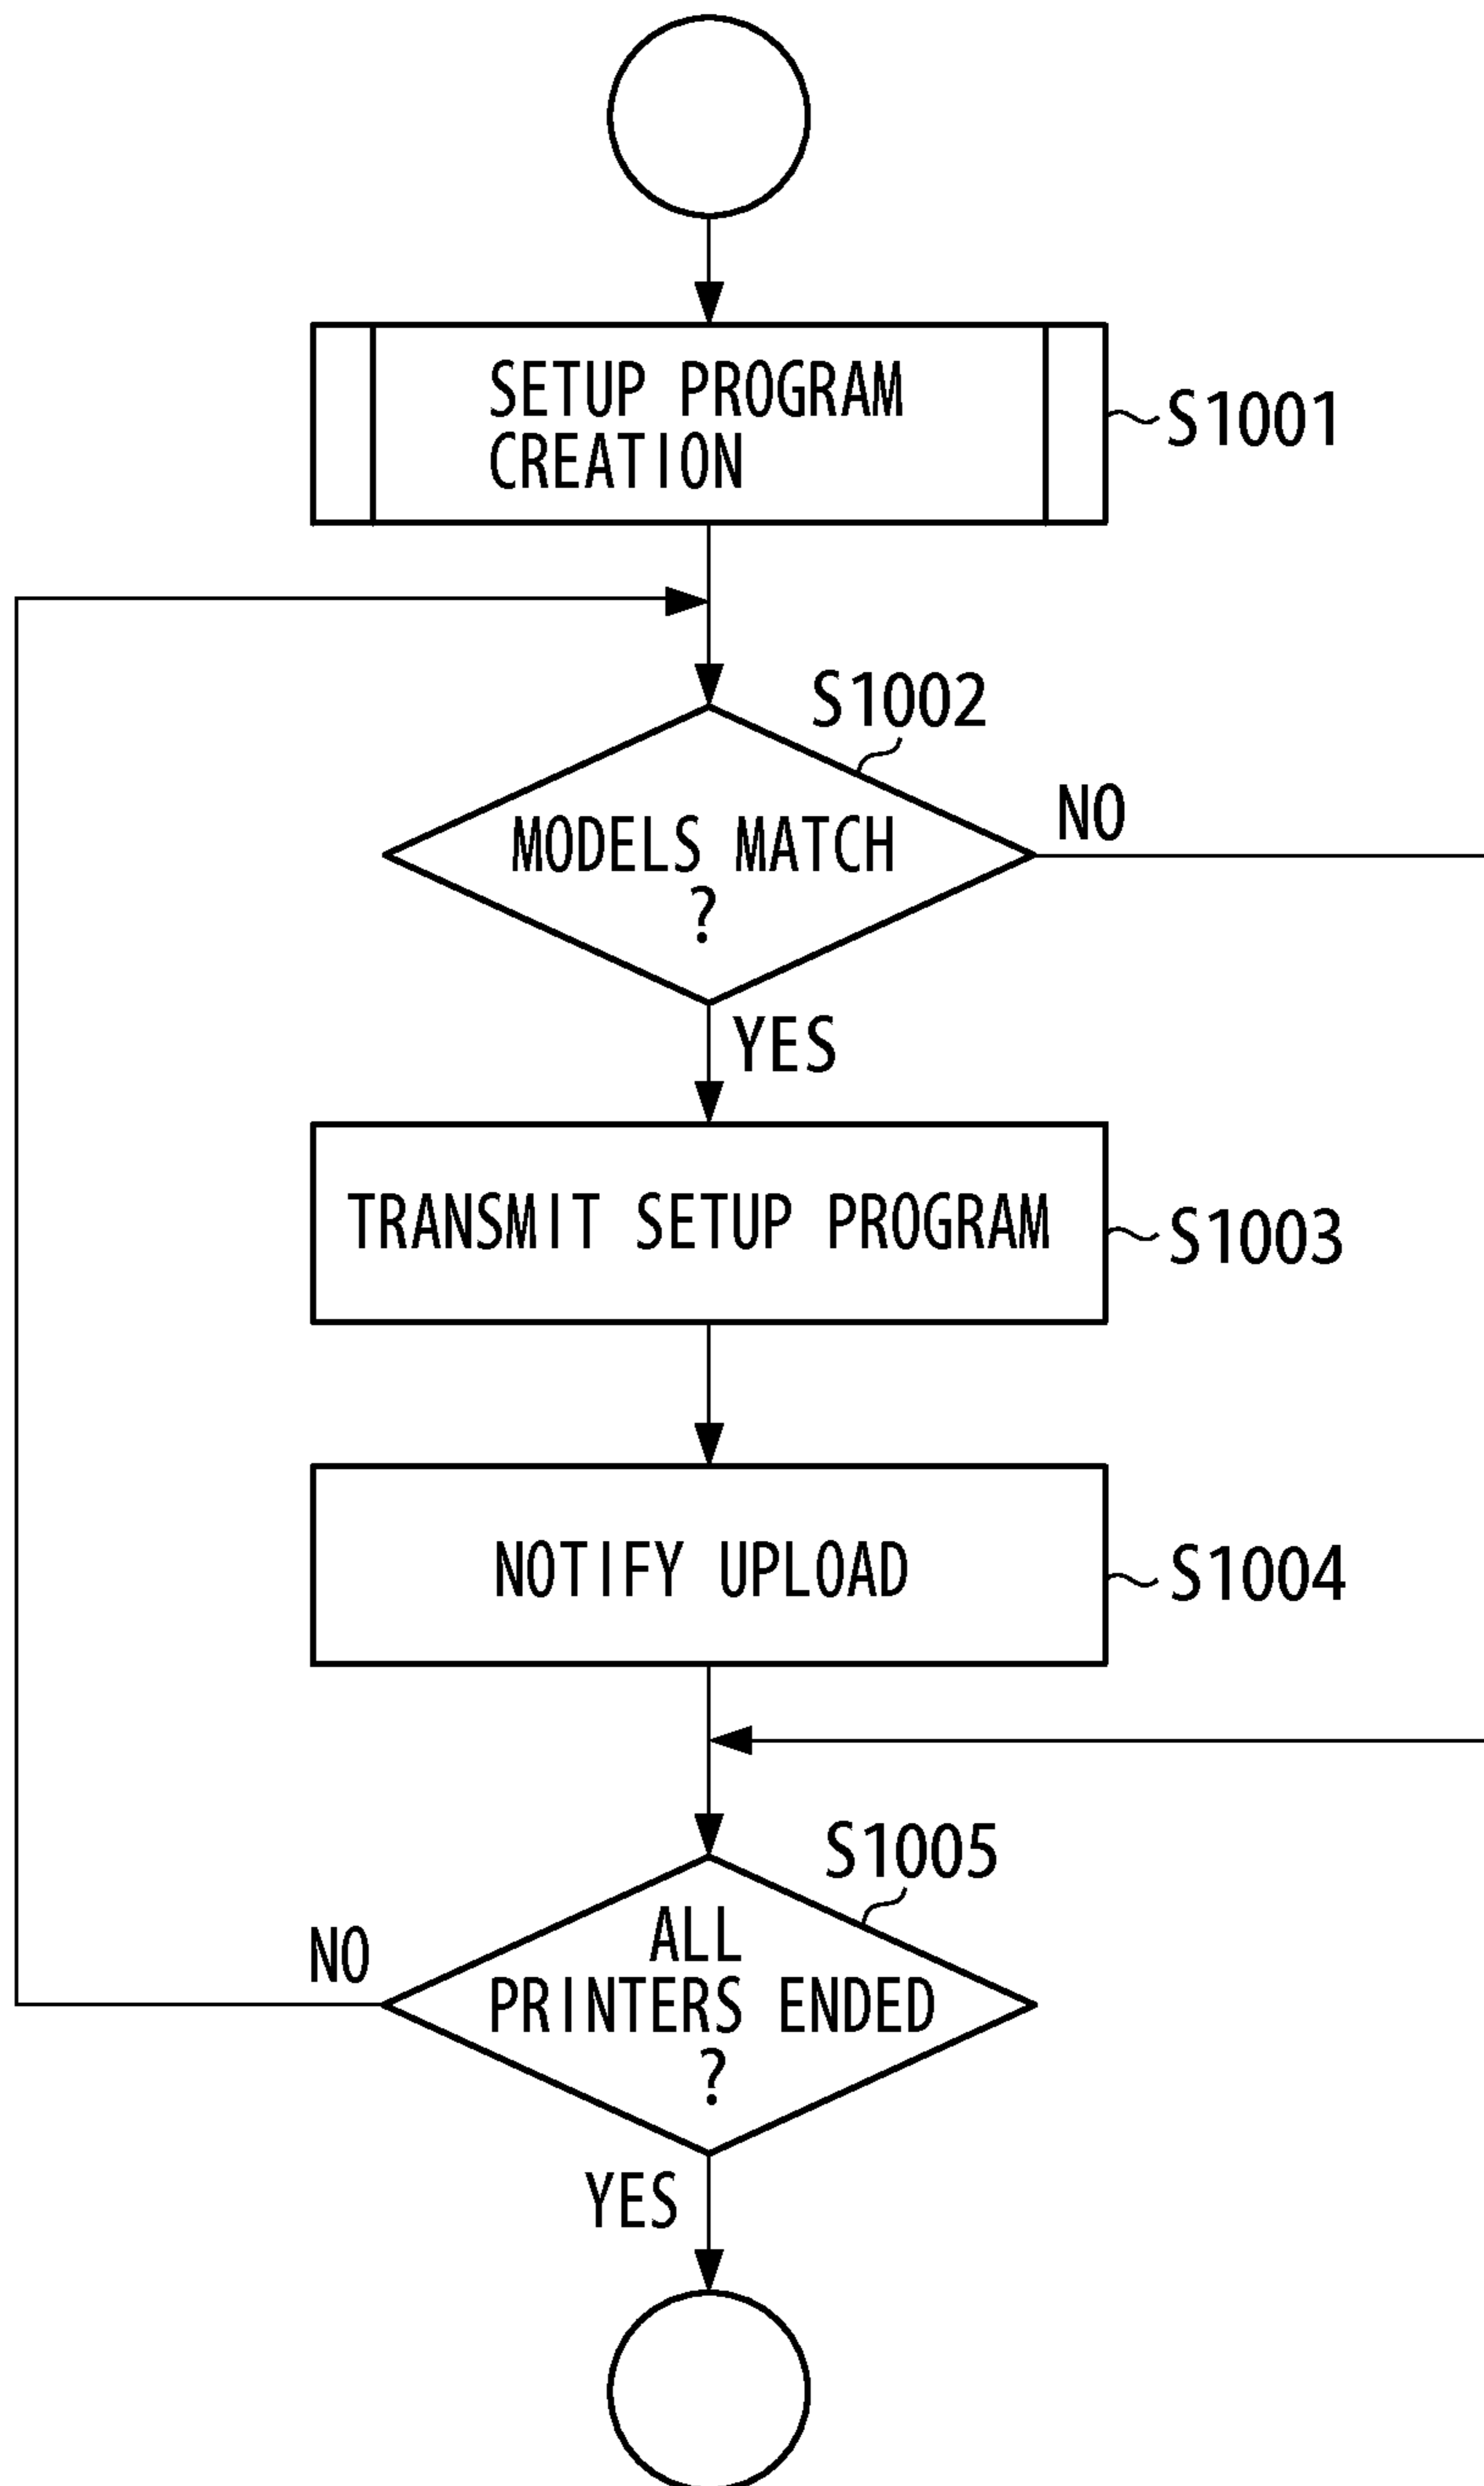 SETUP PROGRAM
CREATION
S1001
S1002
MODELS MATCH
?
NO
YES
TRANSMIT SETUP PROGRAM
S1003
NOTIFY UPLOAD
S1004
S1005
ALL
PRINTERS ENDED
?
NO
YES